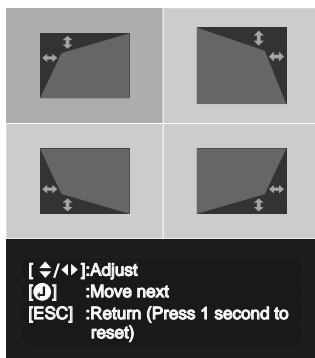 [ ⬍/⬌ ]:Adjust
[↵] :Move next
[ESC] :Return (Press 1 second to
reset)